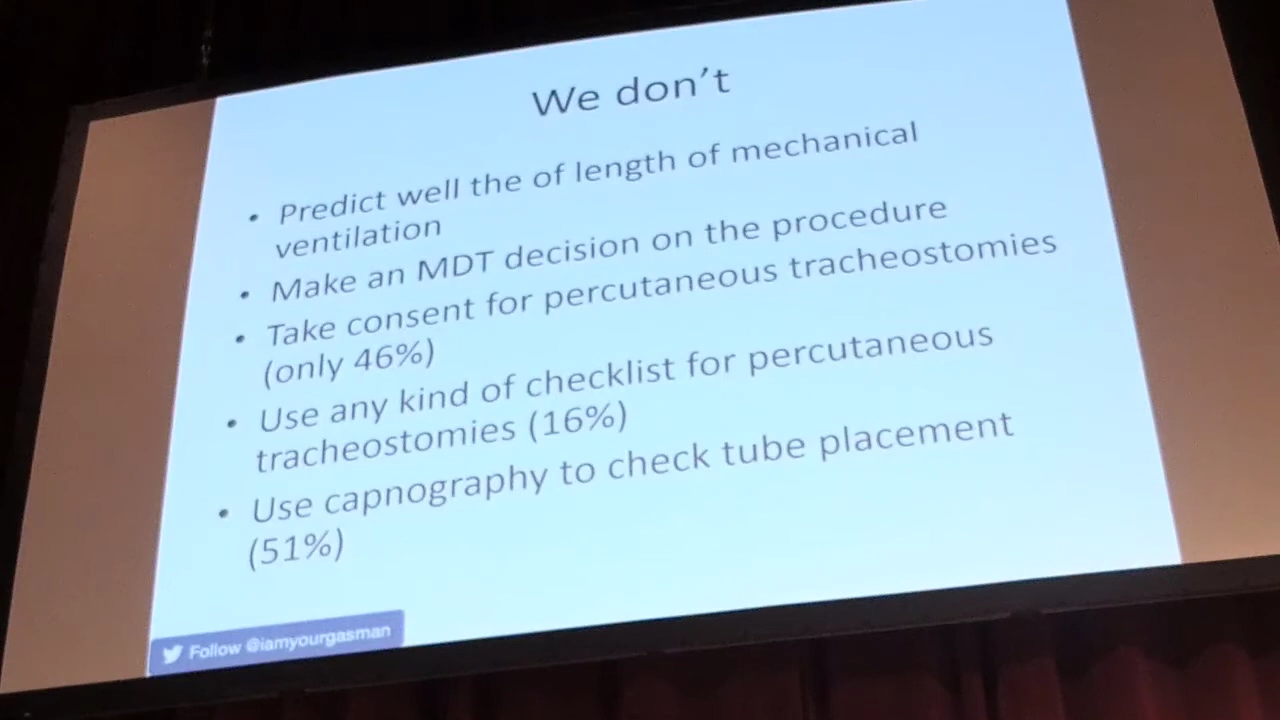 We don't
• Predict well the of length of mechanical
ventilation
• Make an MDT decision on the procedure
• Take consent for percutaneous tracheostomies
(only 46%)
• Use any kind of checklist for percutaneous
tracheostomies (16%)
• Use capnography to check tube placement
(51%)
Follow @iamyourgasman